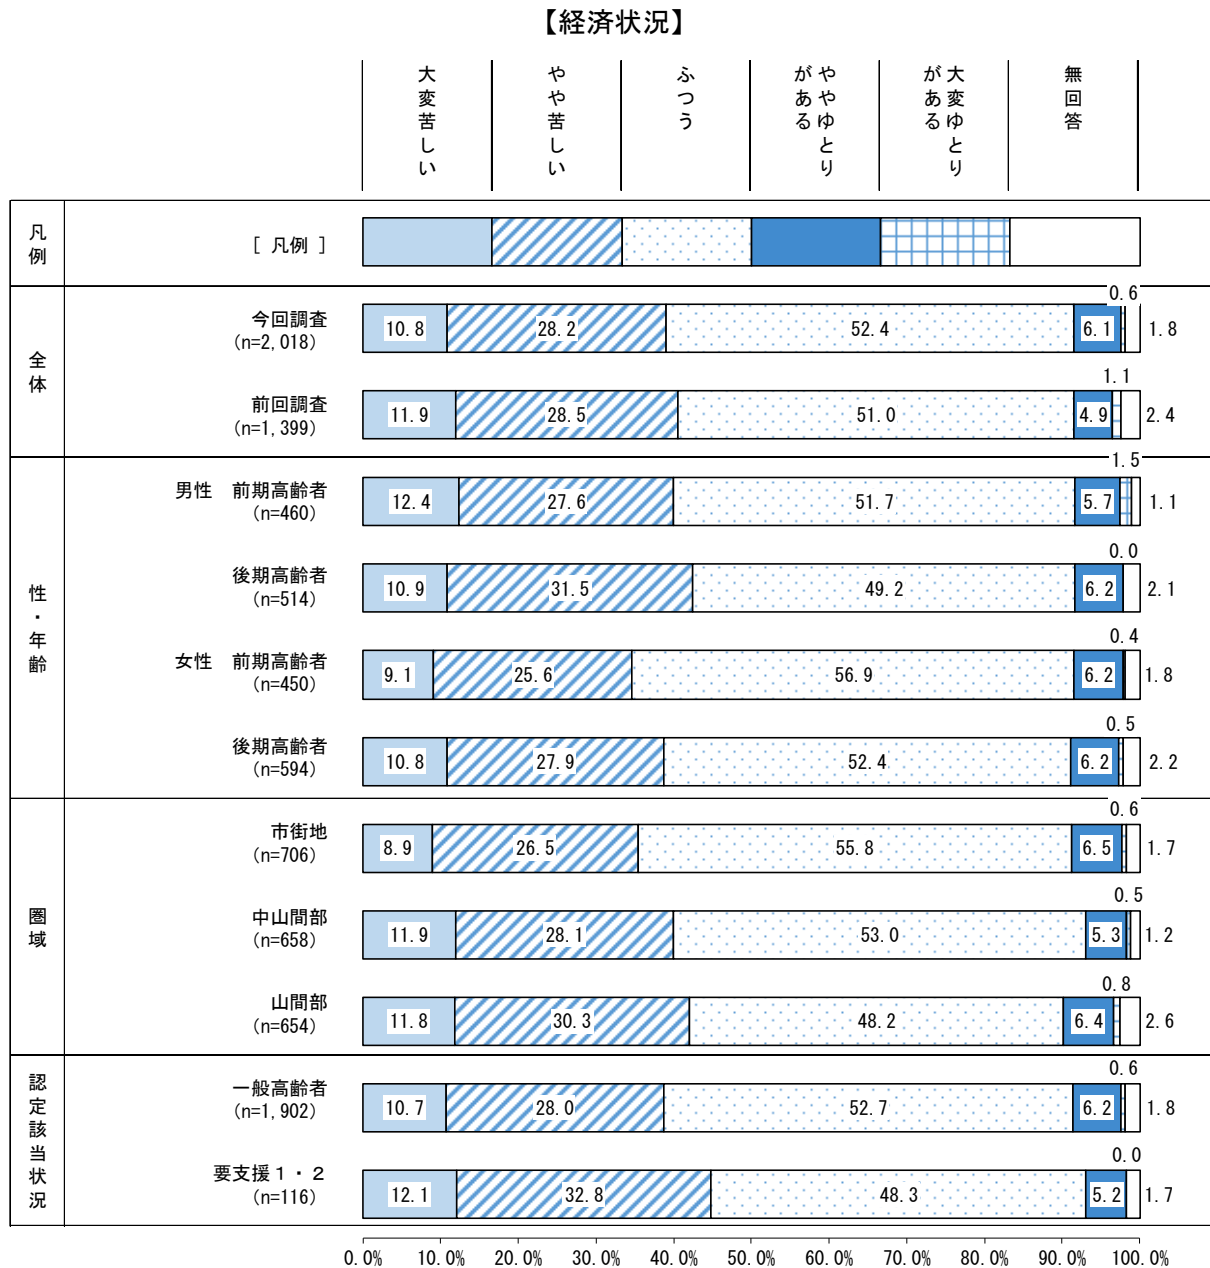 【経済状況】
大変苦しい
やや苦しい
ふつう
ややゆとりがある
大変ゆとりがある
無回答
凡例
[ 凡例 ]
全体
今回調査
(n=2,018)
10.8 28.2 52.4 6.1 0.6 1.8
前回調査
(n=1,399)
11.9 28.5 51.0 4.9 1.1 2.4
性・年齢
男性 前期高齢者
(n=460)
12.4 27.6 51.7 5.7 1.5 1.1
後期高齢者
(n=514)
10.9 31.5 49.2 6.2 0.0 2.1
女性 前期高齢者
(n=450)
9.1 25.6 56.9 6.2 0.4 1.8
後期高齢者
(n=594)
10.8 27.9 52.4 6.2 0.5 2.2
圏域
市街地
(n=706)
8.9 26.5 55.8 6.5 0.6 1.7
中山間部
(n=658)
11.9 28.1 53.0 5.3 0.5 1.2
山間部
(n=654)
11.8 30.3 48.2 6.4 0.8 2.6
認定該当状況
一般高齢者
(n=1,902)
10.7 28.0 52.7 6.2 0.6 1.8
要支援１・２
(n=116)
12.1 32.8 48.3 5.2 0.0 1.7
0.0% 10.0% 20.0% 30.0% 40.0% 50.0% 60.0% 70.0% 80.0% 90.0% 100.0%